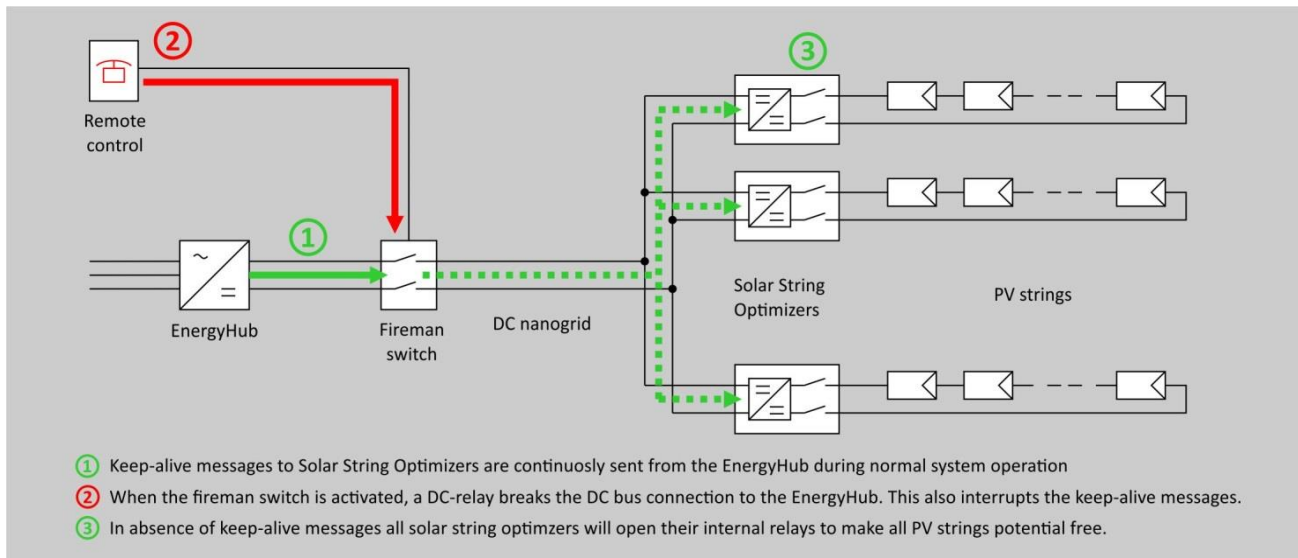 2
3
Remote
control
1
EnergyHub
Fireman
switch
DC nanogrid
Solar String
Optimizers
PV strings
1 Keep-alive messages to Solar String Optimizers are continuosly sent from the EnergyHub during normal system operation
2 When the fireman switch is activated, a DC-relay breaks the DC bus connection to the EnergyHub. This also interrupts the keep-alive messages.
3 In absence of keep-alive messages all solar string optimzers will open their internal relays to make all PV strings potential free.